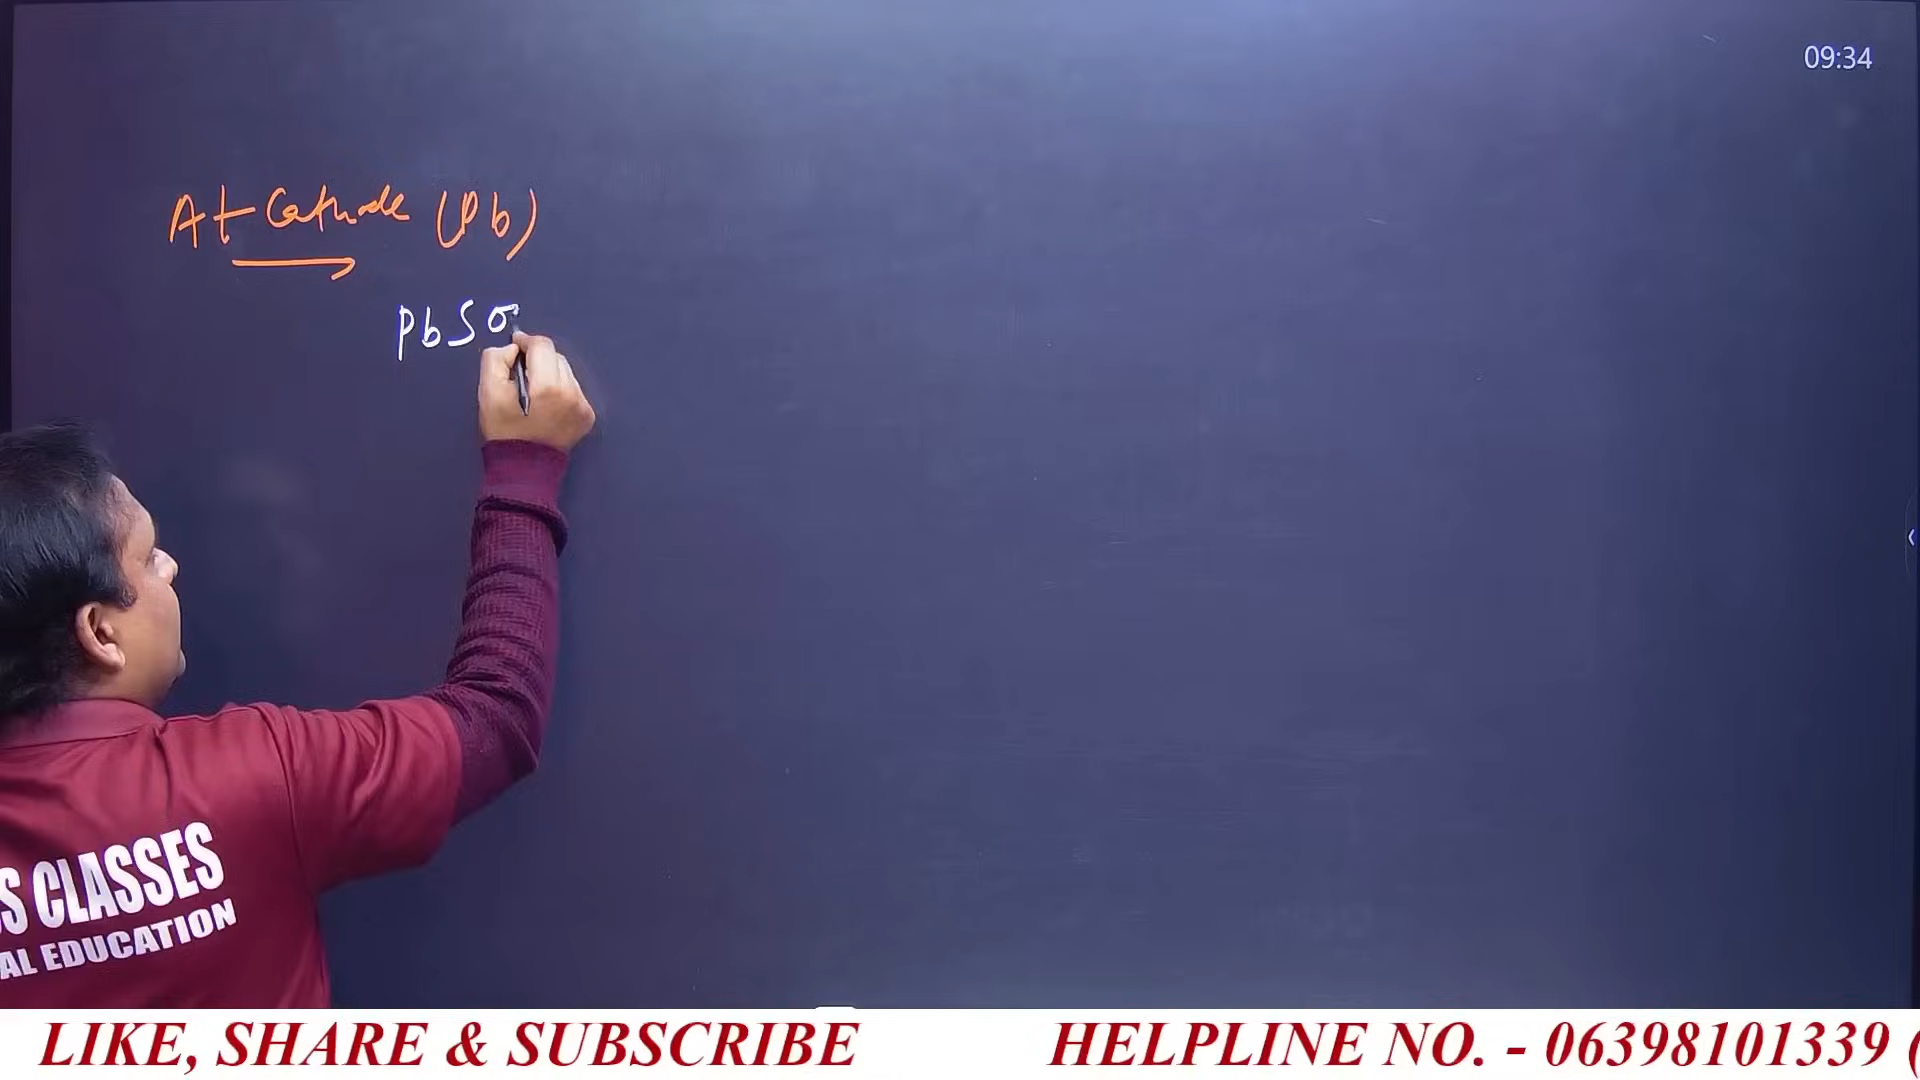 09:34
At Cathode (Pb)
PbSO
S CLASSES
AL EDUCATION
LIKE, SHARE & SUBSCRIBE HELPLINE NO. - 06398101339 (